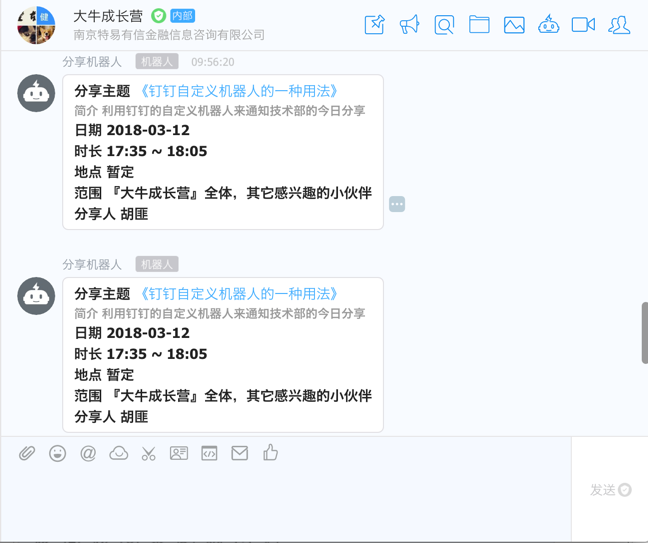 健
大牛成长营 内部
南京特易有信金融信息咨询有限公司
分享机器人 机器人 09:56:20
分享主题 《钉钉自定义机器人的一种用法》
简介 利用钉钉的自定义机器人来通知技术部的今日分享
日期 2018-03-12
时长 17:35 ~ 18:05
地点 暂定
范围 『大牛成长营』全体，其它感兴趣的小伙伴
分享人 胡匪
分享机器人 机器人
分享主题 《钉钉自定义机器人的一种用法》
简介 利用钉钉的自定义机器人来通知技术部的今日分享
日期 2018-03-12
时长 17:35 ~ 18:05
地点 暂定
范围 『大牛成长营』全体，其它感兴趣的小伙伴
分享人 胡匪
发送